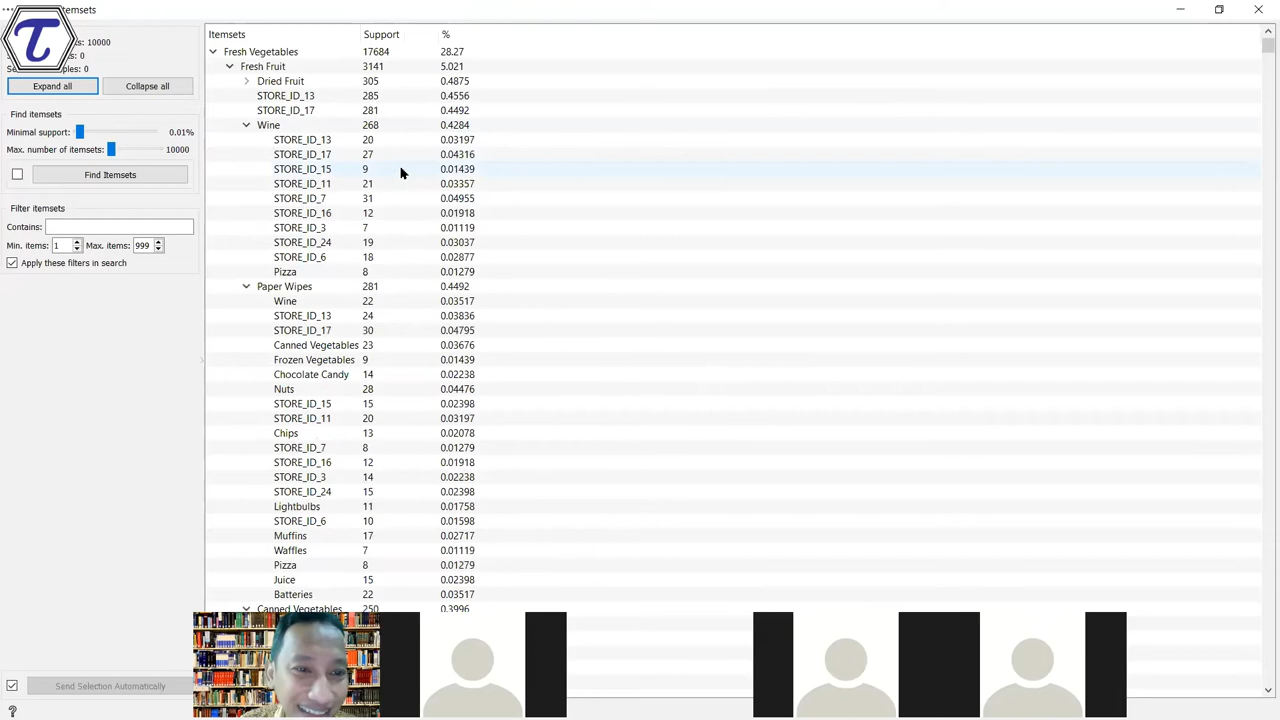 temsets
s: 10000
s: 0
ples: 0
Expand all Collapse all
Find itemsets
Minimal support: 0.01%
Max. number of itemsets: 10000
Find Itemsets
Filter itemsets
Contains:
Min. items: 1 Max. items: 999
Apply these filters in search
Send Selection Automatically
?
Itemsets Support %
Fresh Vegetables 17684 28.27
Fresh Fruit 3141 5.021
Dried Fruit 305 0.4875
STORE_ID_13 285 0.4556
STORE_ID_17 281 0.4492
Wine 268 0.4284
STORE_ID_13 20 0.03197
STORE_ID_17 27 0.04316
STORE_ID_15 9 0.01439
STORE_ID_11 21 0.03357
STORE_ID_7 31 0.04955
STORE_ID_16 12 0.01918
STORE_ID_3 7 0.01119
STORE_ID_24 19 0.03037
STORE_ID_6 18 0.02877
Pizza 8 0.01279
Paper Wipes 281 0.4492
Wine 22 0.03517
STORE_ID_13 24 0.03836
STORE_ID_17 30 0.04795
Canned Vegetables 23 0.03676
Frozen Vegetables 9 0.01439
Chocolate Candy 14 0.02238
Nuts 28 0.04476
STORE_ID_15 15 0.02398
STORE_ID_11 20 0.03197
Chips 13 0.02078
STORE_ID_7 8 0.01279
STORE_ID_16 12 0.01918
STORE_ID_3 14 0.02238
STORE_ID_24 15 0.02398
Lightbulbs 11 0.01758
STORE_ID_6 10 0.01598
Muffins 17 0.02717
Waffles 7 0.01119
Pizza 8 0.01279
Juice 15 0.02398
Batteries 22 0.03517
Canned Vegetables 250 0.3996